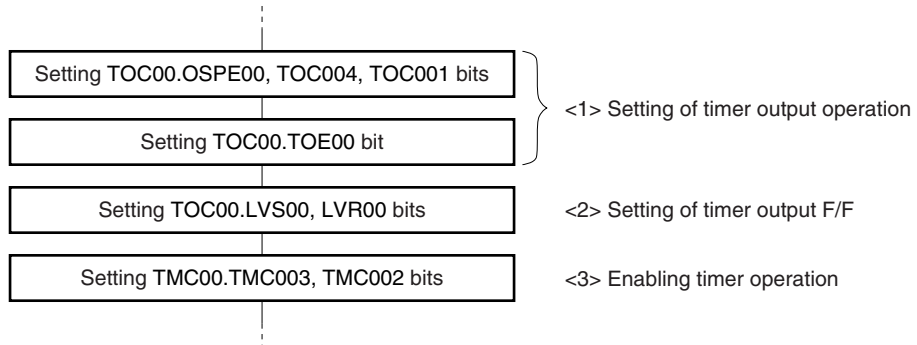 Setting TOC00.OSPE00, TOC004, TOC001 bits
<1> Setting of timer output operation
Setting TOC00.TOE00 bit
Setting TOC00.LVS00, LVR00 bits
<2> Setting of timer output F/F
Setting TMC00.TMC003, TMC002 bits
<3> Enabling timer operation